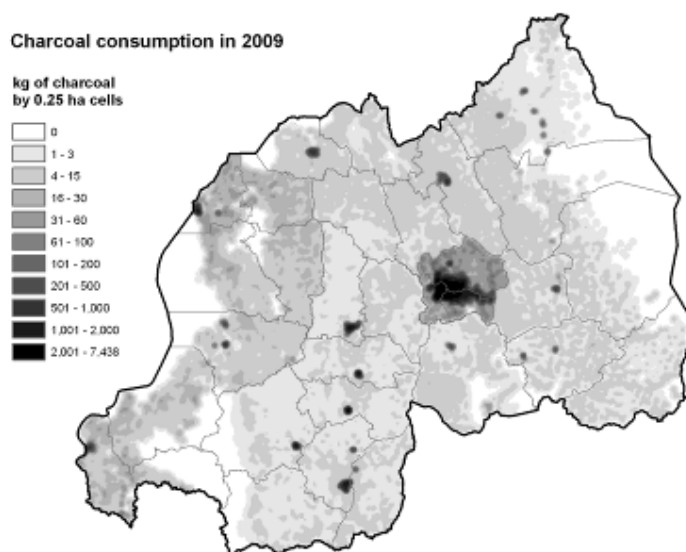 Charcoal consumption in 2009
kg of charcoal
by 0.25 ha cells
0
1 - 3
4 - 15
16 - 30
31 - 60
61 - 100
101 - 200
201 - 500
501 - 1,000
1,001 - 2,000
2,001 - 7,438